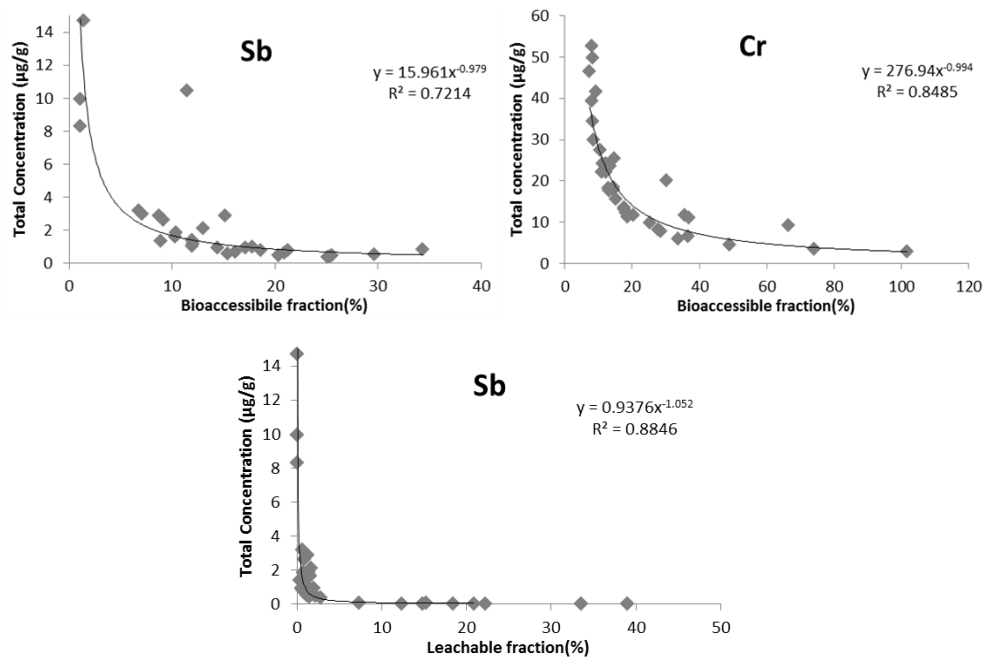 Sb
y = 15.961x^-0.979
R² = 0.7214
Total Concentration (µg/g)
14
12
10
8
6
4
2
0
0 10 20 30 40
Bioaccessibile fraction(%)
Cr
y = 276.94x^-0.994
R² = 0.8485
Total concentration (µg/g)
60
50
40
30
20
10
0
0 20 40 60 80 100 120
Bioaccessible fraction(%)
Sb
y = 0.9376x^-1.052
R² = 0.8846
Total Concentration (µg/g)
14
12
10
8
6
4
2
0
0 10 20 30 40 50
Leachable fraction(%)